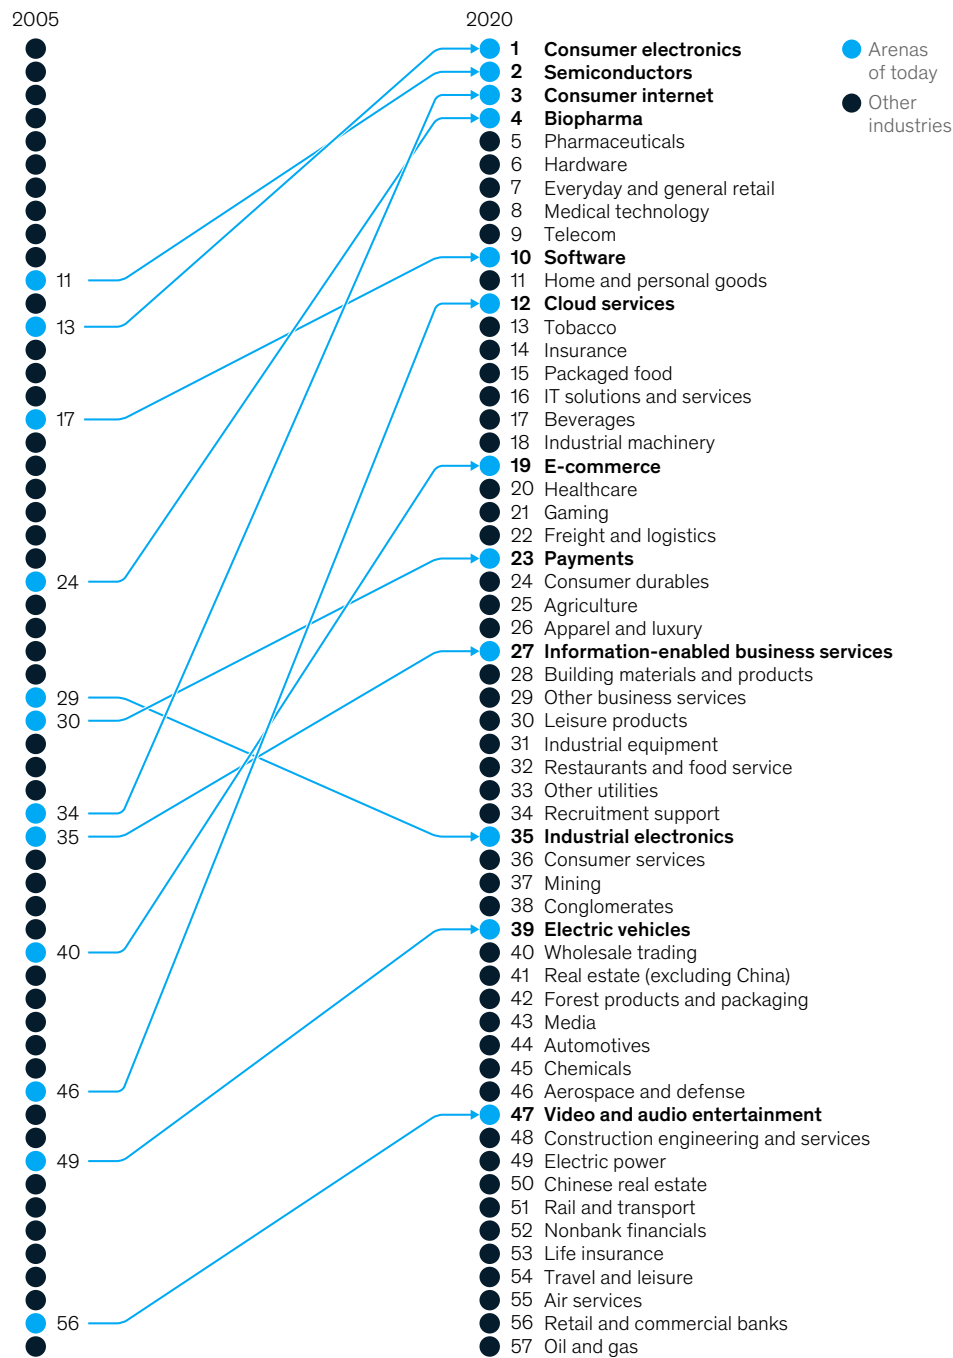 2005 2020
1 Consumer electronics
2 Semiconductors
3 Consumer internet
4 Biopharma
5 Pharmaceuticals
6 Hardware
7 Everyday and general retail
8 Medical technology
9 Telecom
10 Software
11 11 Home and personal goods
12 Cloud services
13 13 Tobacco
14 Insurance
15 Packaged food
16 IT solutions and services
17 17 Beverages
18 Industrial machinery
19 E-commerce
20 Healthcare
21 Gaming
22 Freight and logistics
23 Payments
24 24 Consumer durables
25 Agriculture
26 Apparel and luxury
27 Information-enabled business services
28 Building materials and products
29 29 Other business services
30 30 Leisure products
31 Industrial equipment
32 Restaurants and food service
33 Other utilities
34 34 Recruitment support
35 35 Industrial electronics
36 Consumer services
37 Mining
38 Conglomerates
39 Electric vehicles
40 40 Wholesale trading
41 Real estate (excluding China)
42 Forest products and packaging
43 Media
44 Automotives
45 Chemicals
46 46 Aerospace and defense
47 Video and audio entertainment
48 Construction engineering and services
49 49 Electric power
50 Chinese real estate
51 Rail and transport
52 Nonbank financials
53 Life insurance
54 Travel and leisure
55 Air services
56 56 Retail and commercial banks
57 Oil and gas
Arenas
of today
Other
industries